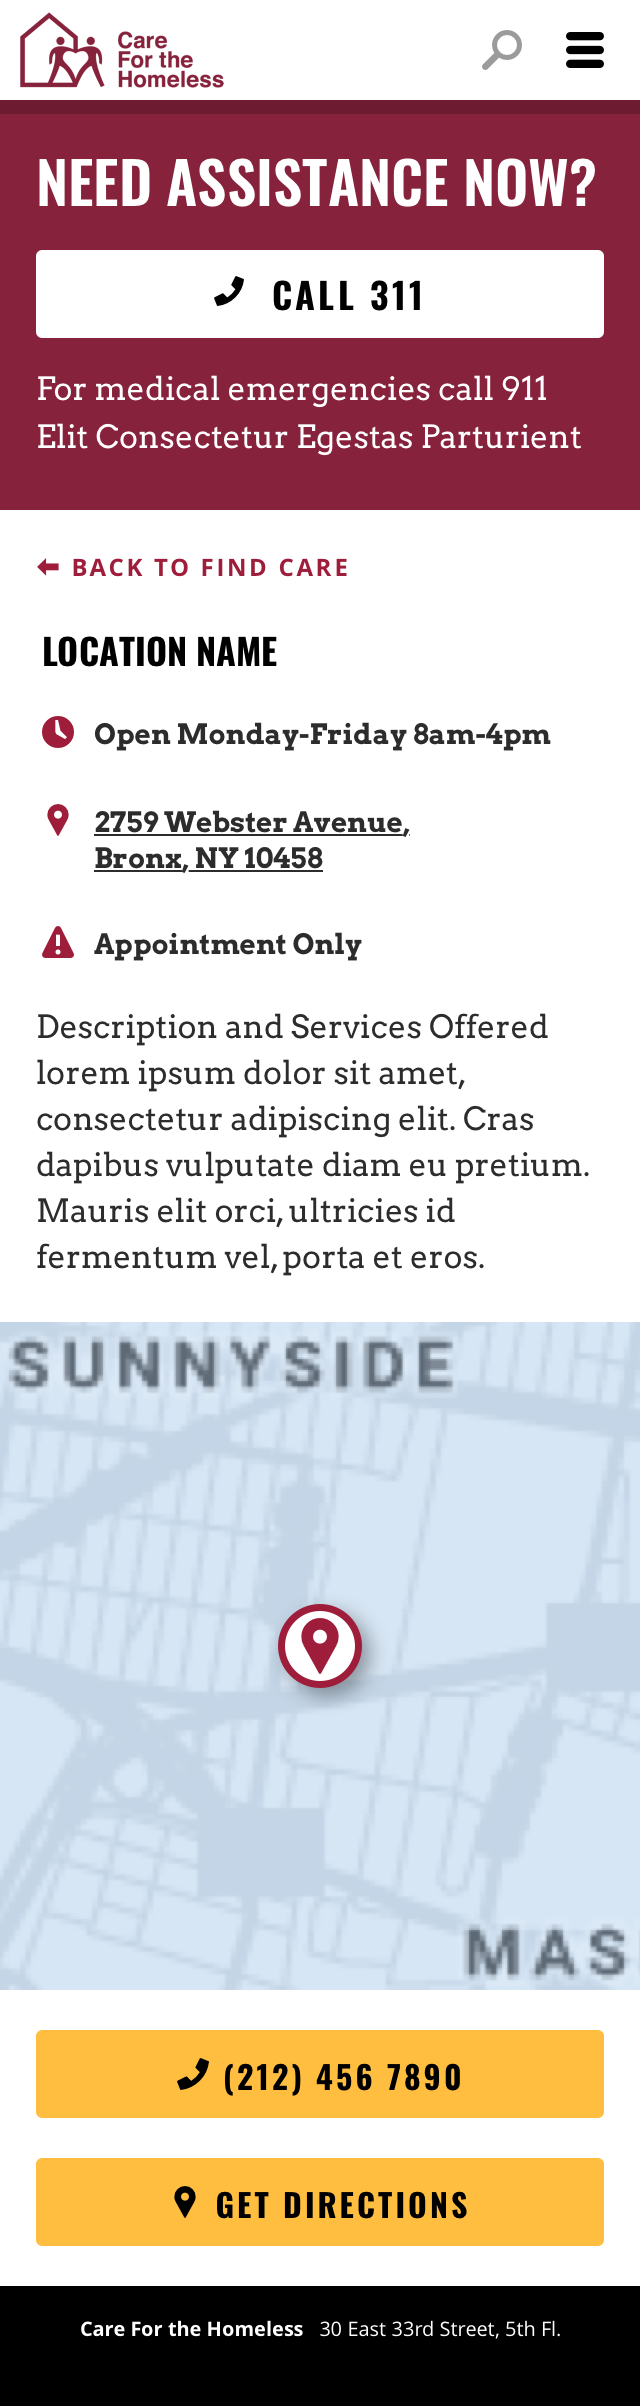 Care
For the
Homeless
NEED ASSISTANCE NOW?
CALL 311
For medical emergencies call 911
Elit Consectetur Egestas Parturient
BACK TO FIND CARE
LOCATION NAME
Open Monday-Friday 8am-4pm
2759 Webster Avenue,
Bronx, NY 10458
Appointment Only
Description and Services Offered
lorem ipsum dolor sit amet,
consectetur adipiscing elit. Cras
dapibus vulputate diam eu pretium.
Mauris elit orci, ultricies id
fermentum vel, porta et eros.
SUNNYSIDE
MAS
(212) 456 7890
GET DIRECTIONS
Care For the Homeless 30 East 33rd Street, 5th Fl.